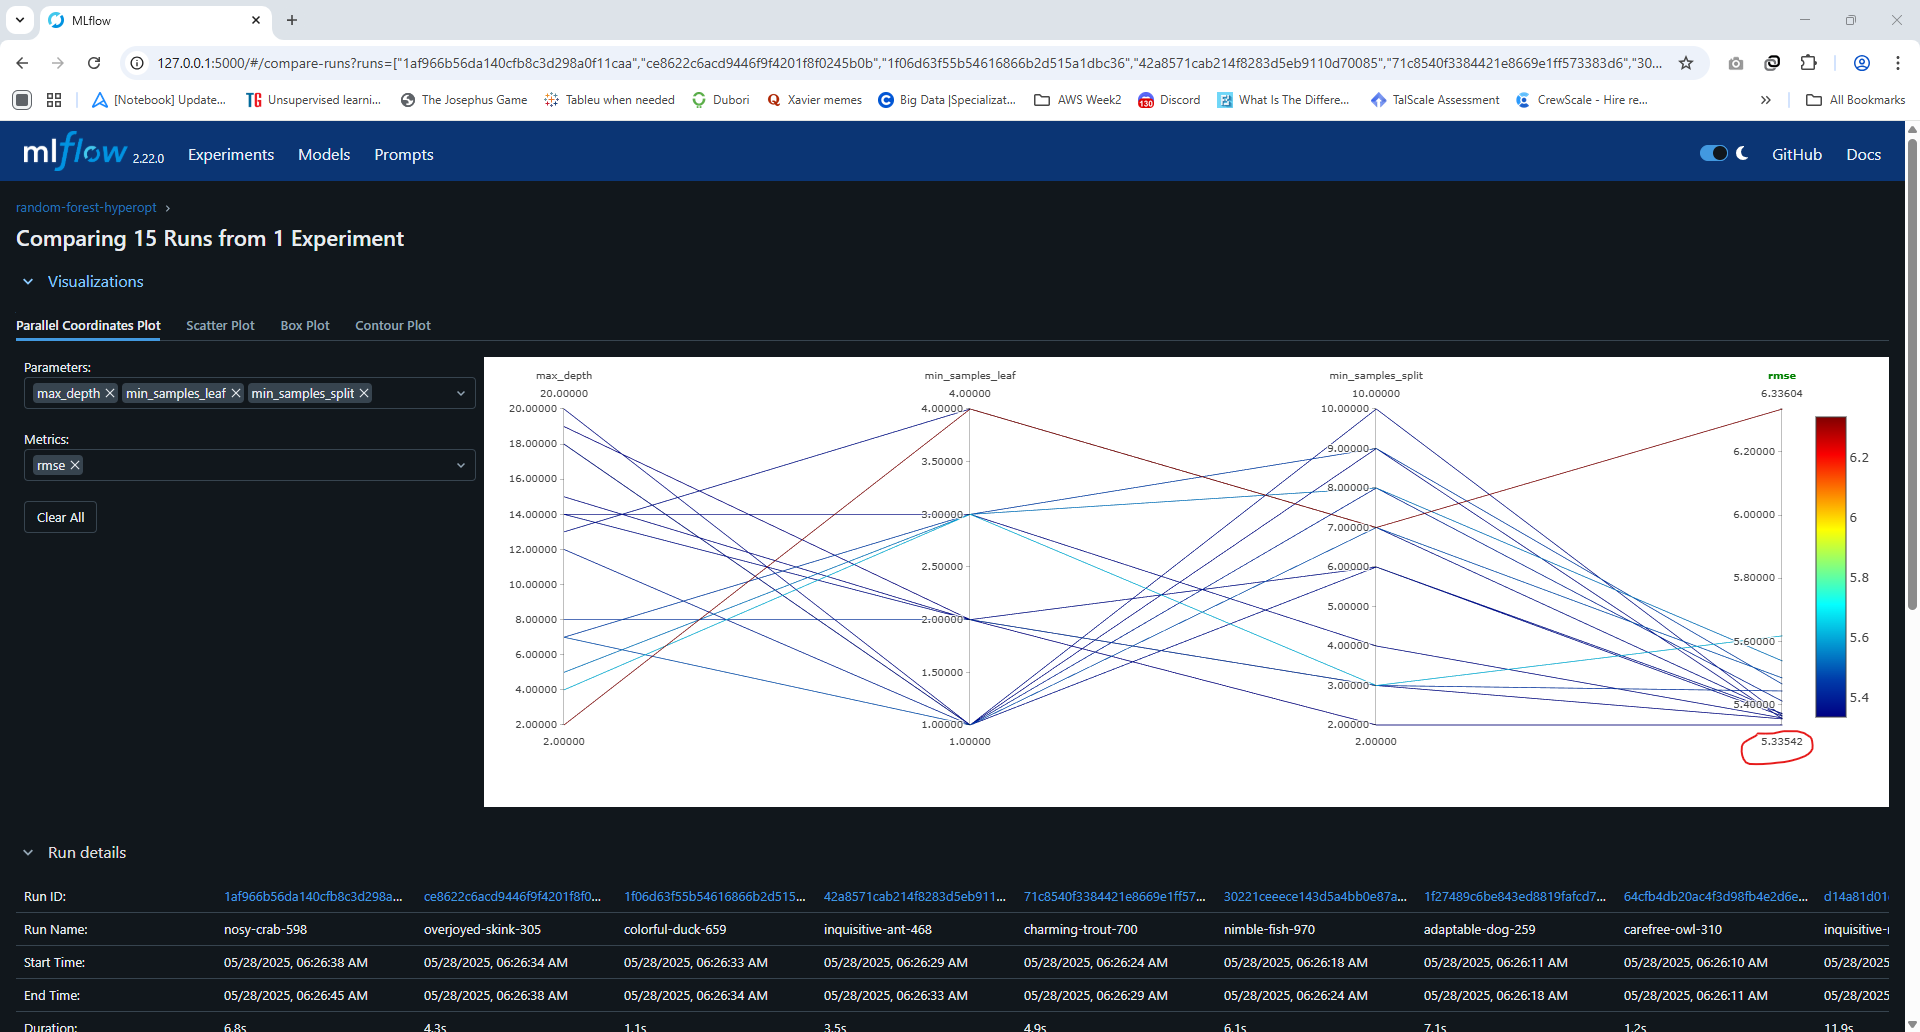 MLflow
127.0.0.1:5000/#/compare-runs?runs=["1af966b56da140cfb8c3d298a0f11caa","ce8622c6acd9446f9f4201f8f0245b0b","1f06d63f55b54616866b2d515a1dbc36","42a8571cab214f8283d5eb9110d70085","71c8540f3384421e8669e1ff573383d6","30...
[Notebook] Update... TG Unsupervised learni... The Josephus Game Tableu when needed Dubori Xavier memes Big Data |Specializat... AWS Week2 130 Discord What Is The Differe... TalScale Assessment CrewScale - Hire re... » All Bookmarks
mlflow 2.22.0 Experiments Models Prompts GitHub Docs
random-forest-hyperopt
Comparing 15 Runs from 1 Experiment
Visualizations
Parallel Coordinates Plot Scatter Plot Box Plot Contour Plot
Parameters:
max_depth min_samples_leaf min_samples_split
Metrics:
rmse
Clear All
max_depth min_samples_leaf min_samples_split rmse
20.00000 4.00000 10.00000 6.33604
20.00000
18.00000
16.00000
14.00000
12.00000
10.00000
8.00000
6.00000
4.00000
2.00000
2.00000
4.00000
3.50000
3.00000
2.50000
2.00000
1.50000
1.00000
1.00000
10.00000
9.00000
8.00000
7.00000
6.00000
5.00000
4.00000
3.00000
2.00000
2.00000
6.20000
6.00000
5.80000
5.60000
5.40000
5.33542
6.2
6
5.8
5.6
5.4
Run details
Run ID: 1af966b56da140cfb8c3d298a... ce8622c6acd9446f9f4201f8f0... 1f06d63f55b54616866b2d515... 42a8571cab214f8283d5eb911... 71c8540f3384421e8669e1ff57... 30221ceeece143d5a4bb0e87a... 1f27489c6be843ed8819fafcd7... 64cfb4db20ac4f3d98fb4e2d6e... d14a81d01
Run Name: nosy-crab-598 overjoyed-skink-305 colorful-duck-659 inquisitive-ant-468 charming-trout-700 nimble-fish-970 adaptable-dog-259 carefree-owl-310 inquisitive-
Start Time: 05/28/2025, 06:26:38 AM 05/28/2025, 06:26:34 AM 05/28/2025, 06:26:33 AM 05/28/2025, 06:26:29 AM 05/28/2025, 06:26:24 AM 05/28/2025, 06:26:18 AM 05/28/2025, 06:26:11 AM 05/28/2025, 06:26:10 AM 05/28/2025
End Time: 05/28/2025, 06:26:45 AM 05/28/2025, 06:26:38 AM 05/28/2025, 06:26:34 AM 05/28/2025, 06:26:33 AM 05/28/2025, 06:26:29 AM 05/28/2025, 06:26:24 AM 05/28/2025, 06:26:18 AM 05/28/2025, 06:26:11 AM 05/28/2025
Duration: 6.8s 4.3s 1.1s 3.5s 4.9s 6.1s 7.1s 1.2s 11.9s